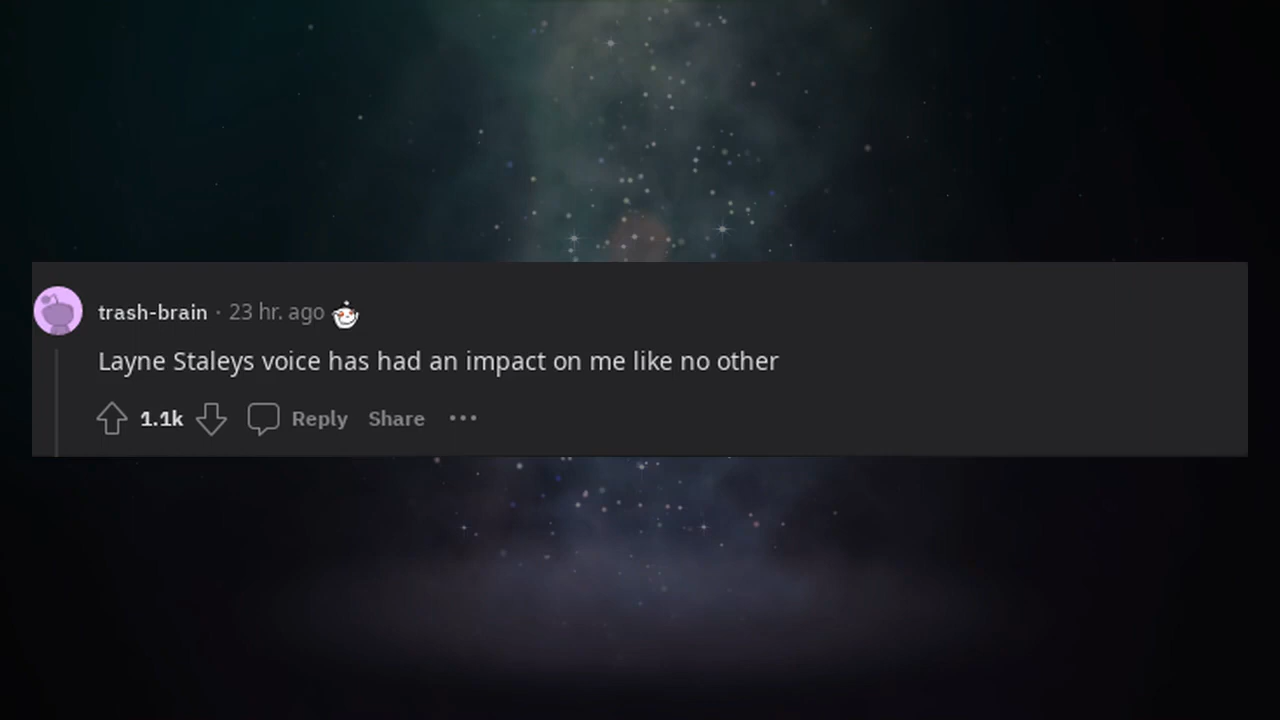 trash-brain · 23 hr. ago
Layne Staleys voice has had an impact on me like no other
1.1k Reply Share ···